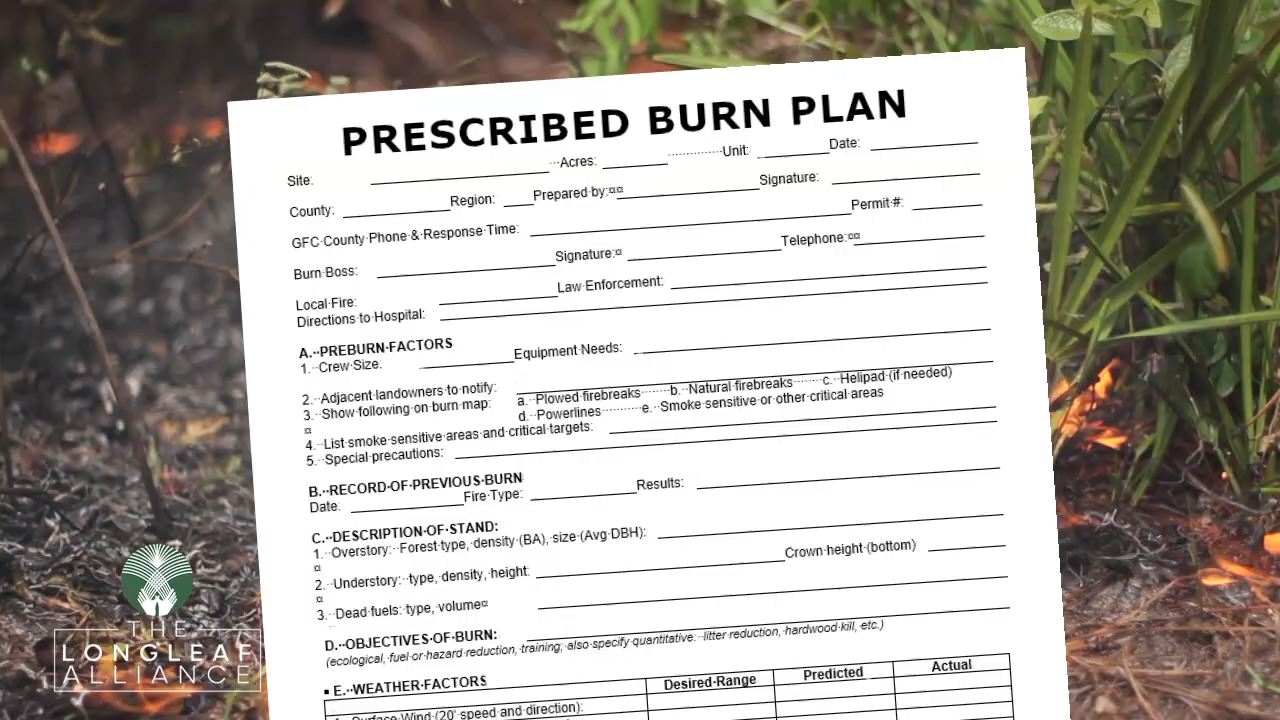 PRESCRIBED BURN PLAN
Site: Acres: Unit: Date:
County: Region: Prepared by:¤¤ Signature:
GFC County Phone & Response Time: Permit #:
Burn Boss: Signature:¤ Telephone:¤¤
Local Fire: Law Enforcement:
Directions to Hospital:
A. PREBURN FACTORS
1. Crew Size: Equipment Needs:
2. Adjacent landowners to notify:
3. Show following on burn map: a. Plowed firebreaks b. Natural firebreaks c. Helipad (if needed)
¤ d. Powerlines e. Smoke sensitive or other critical areas
4. List smoke sensitive areas and critical targets:
5. Special precautions:
B. RECORD OF PREVIOUS BURN
Date: Fire Type: Results:
C. DESCRIPTION OF STAND:
1. Overstory: Forest type, density (BA), size (Avg DBH):
¤
2. Understory: type, density, height: Crown height (bottom)
¤
3. Dead fuels: type, volume¤
D. OBJECTIVES OF BURN:
(ecological, fuel or hazard reduction, training; also specify quantitative: litter reduction, hardwood kill, etc.)
E. WEATHER FACTORS Desired Range Predicted Actual
1. Surface Wind (20' speed and direction):
THE
LONGLEAF
ALLIANCE